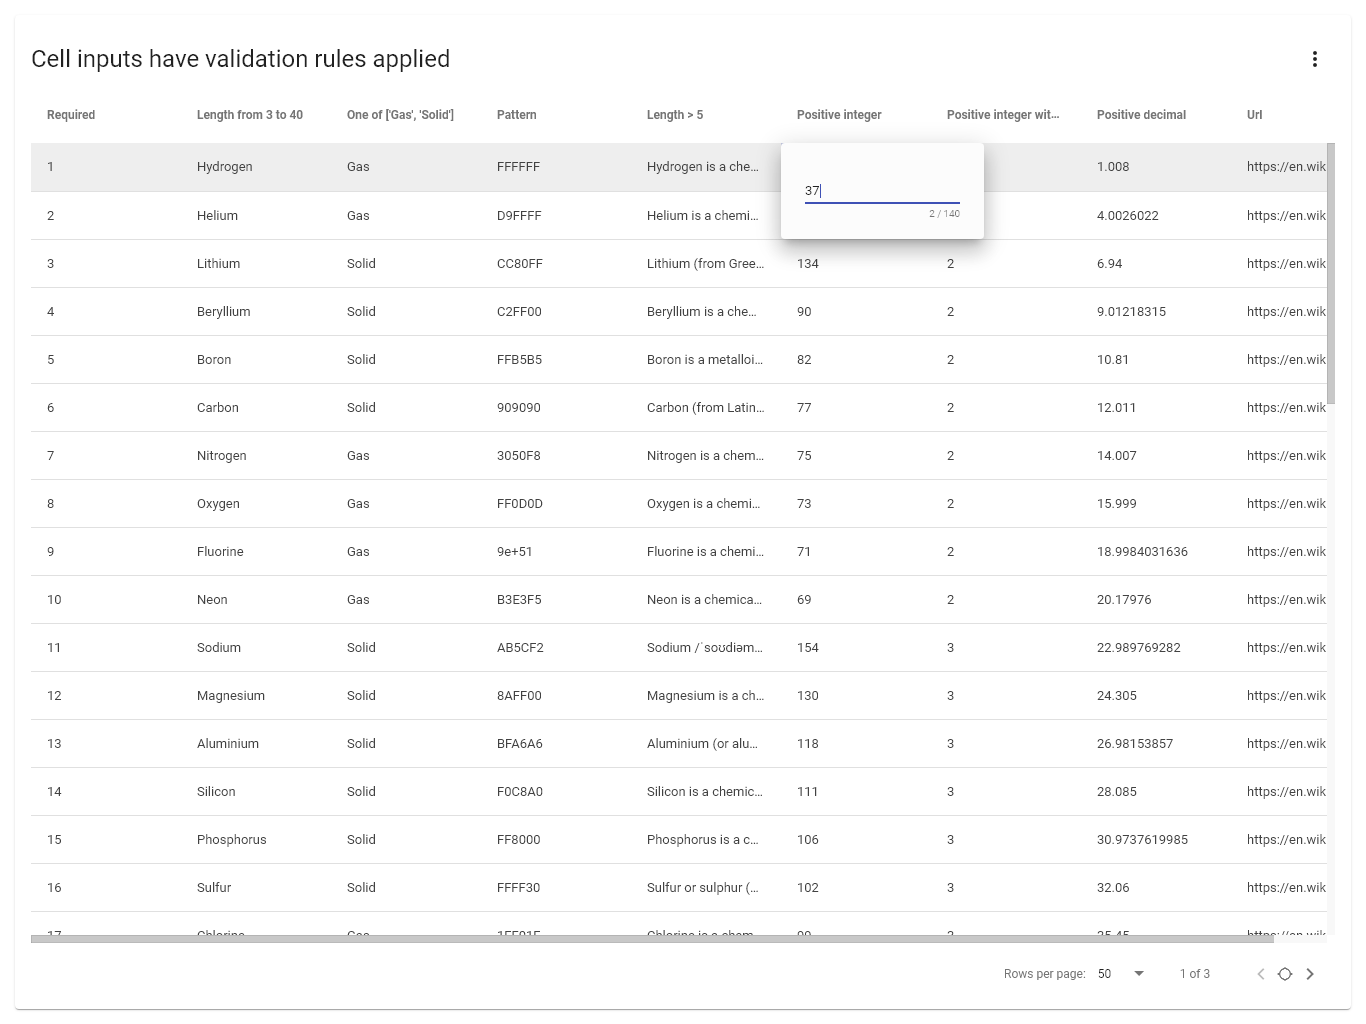 Cell inputs have validation rules applied
Required Length from 3 to 40 One of ['Gas', 'Solid'] Pattern Length > 5 Positive integer Positive integer wit... Positive decimal Url
1 Hydrogen Gas FFFFFF Hydrogen is a che... 1.008 https://en.wik
37
2 / 140
2 Helium Gas D9FFFF Helium is a chemi... 4.0026022 https://en.wik
3 Lithium Solid CC80FF Lithium (from Gree... 134 2 6.94 https://en.wik
4 Beryllium Solid C2FF00 Beryllium is a che... 90 2 9.01218315 https://en.wik
5 Boron Solid FFB5B5 Boron is a metalloi... 82 2 10.81 https://en.wik
6 Carbon Solid 909090 Carbon (from Latin... 77 2 12.011 https://en.wik
7 Nitrogen Gas 3050F8 Nitrogen is a chem... 75 2 14.007 https://en.wik
8 Oxygen Gas FF0D0D Oxygen is a chemi... 73 2 15.999 https://en.wik
9 Fluorine Gas 9e+51 Fluorine is a chemi... 71 2 18.9984031636 https://en.wik
10 Neon Gas B3E3F5 Neon is a chemica... 69 2 20.17976 https://en.wik
11 Sodium Solid AB5CF2 Sodium /ˈsoʊdiəm... 154 3 22.989769282 https://en.wik
12 Magnesium Solid 8AFF00 Magnesium is a ch... 130 3 24.305 https://en.wik
13 Aluminium Solid BFA6A6 Aluminium (or alu... 118 3 26.98153857 https://en.wik
14 Silicon Solid F0C8A0 Silicon is a chemic... 111 3 28.085 https://en.wik
15 Phosphorus Solid FF8000 Phosphorus is a c... 106 3 30.9737619985 https://en.wik
16 Sulfur Solid FFFF30 Sulfur or sulphur (... 102 3 32.06 https://en.wik
Rows per page: 50 1 of 3